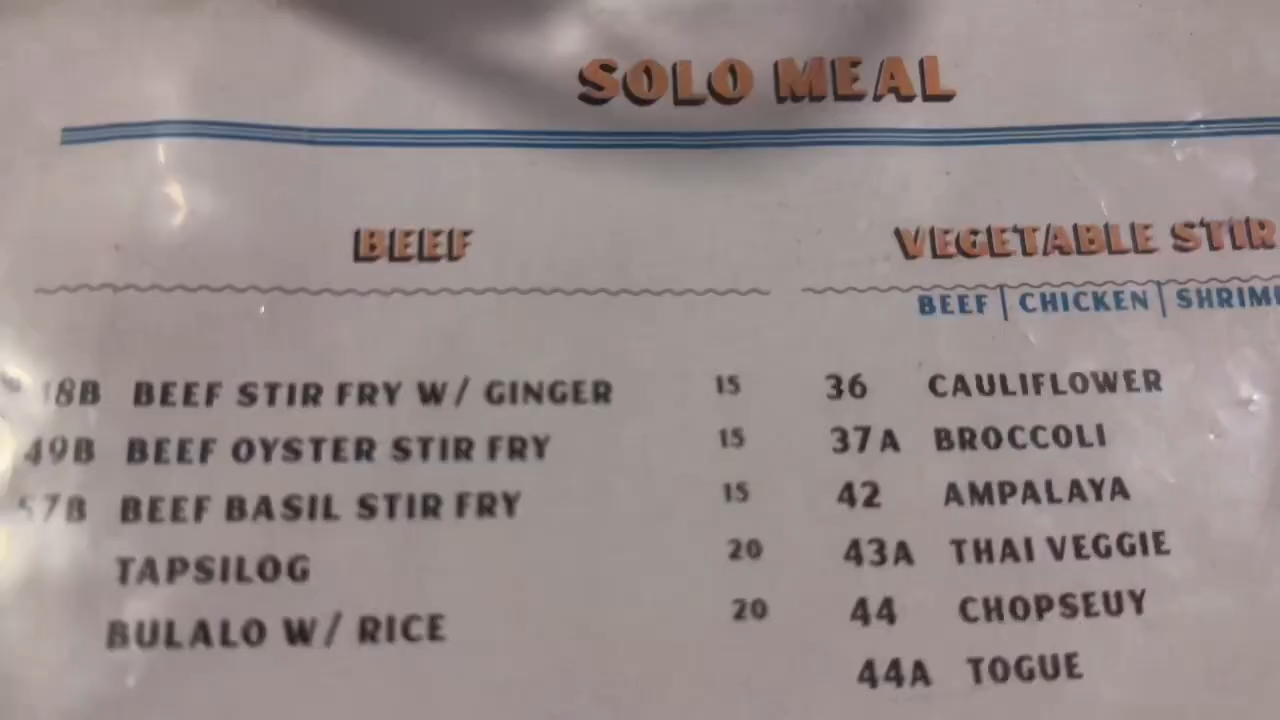 SOLO MEAL
BEEF
18B BEEF STIR FRY W/ GINGER 15
49B BEEF OYSTER STIR FRY 15
57B BEEF BASIL STIR FRY 15
TAPSILOG 20
BULALO W/ RICE 20
VEGETABLE STIR
BEEF | CHICKEN |
36 CAULIFLOWER
37A BROCCOLI
42 AMPALAYA
43A THAI VEGGIE
44 CHOPSEUY
44A TOGUE